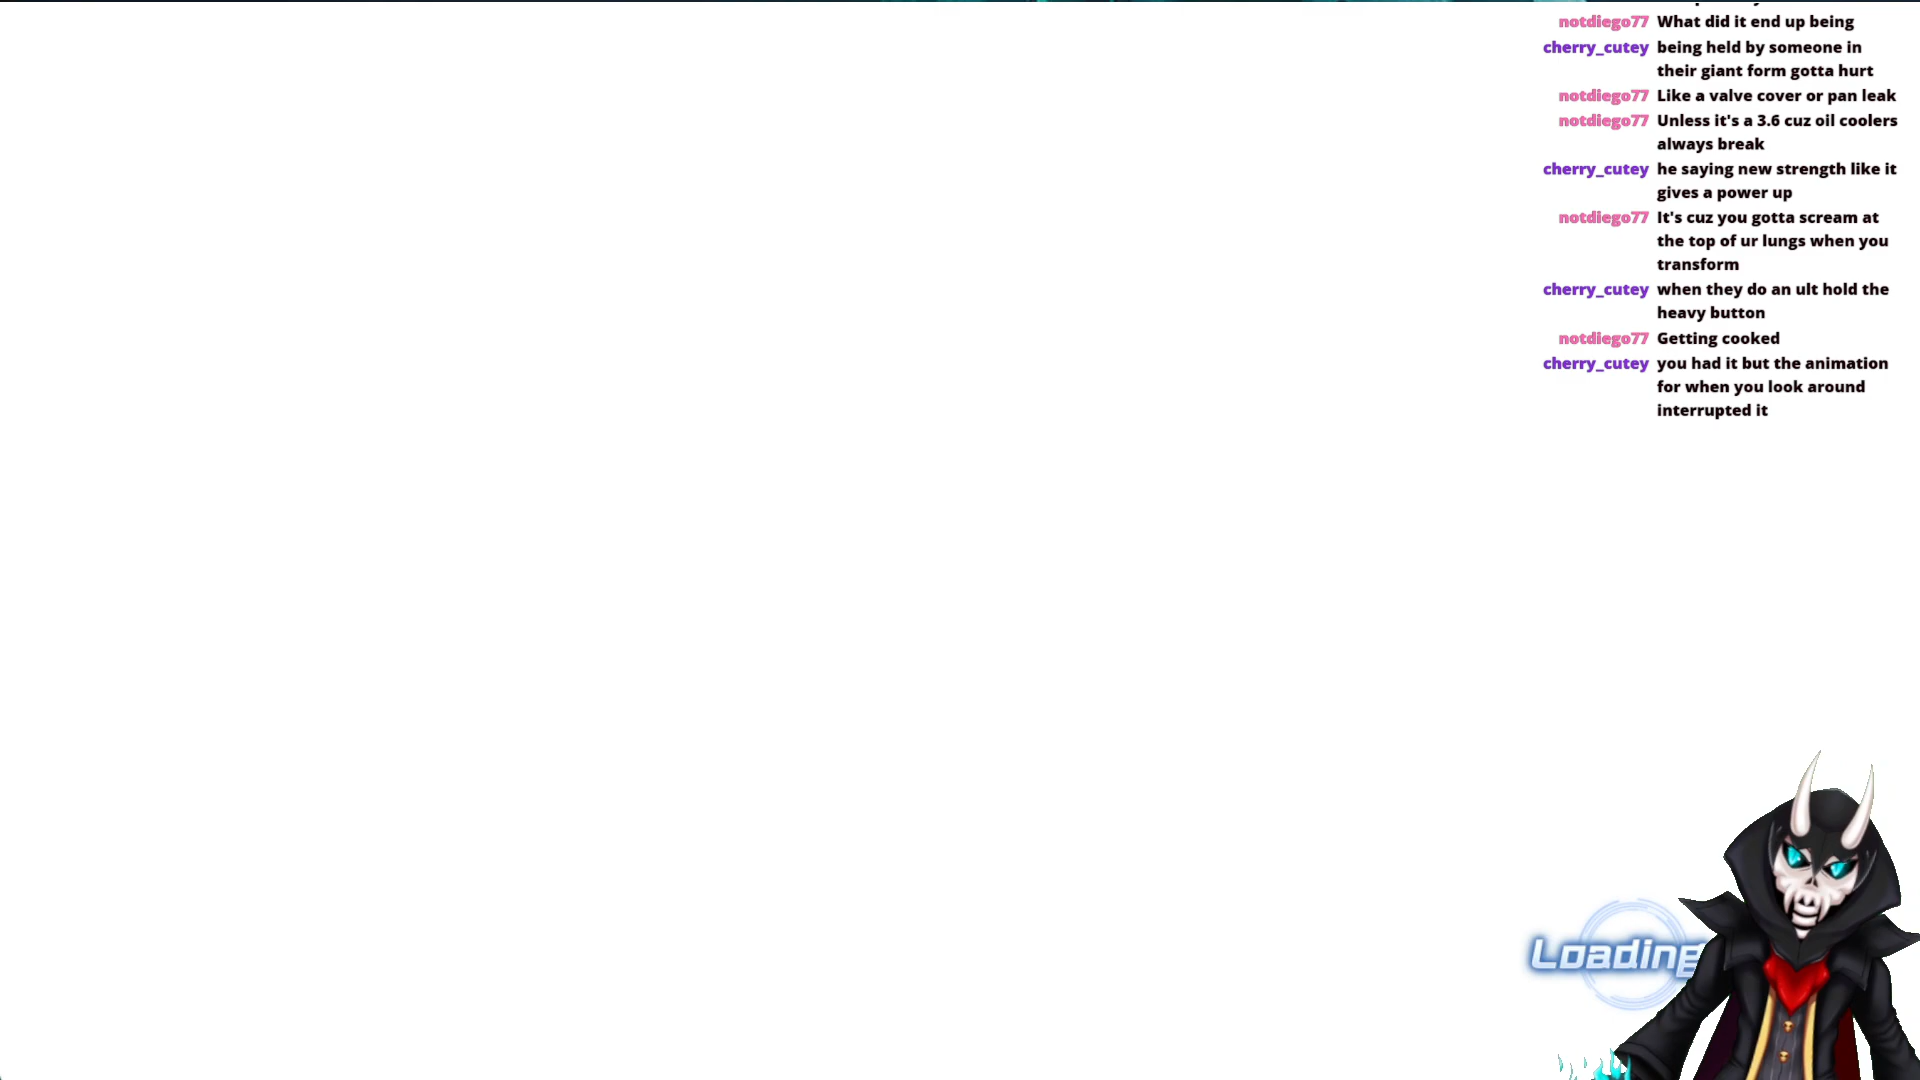 notdiego77 What did it end up being
cherry_cutey being held by someone in
their giant form gotta hurt
notdiego77 Like a valve cover or pan leak
notdiego77 Unless it's a 3.6 cuz oil coolers
always break
cherry_cutey he saying new strength like it
gives a power up
notdiego77 It's cuz you gotta scream at
the top of ur lungs when you
transform
cherry_cutey when they do an ult hold the
heavy button
notdiego77 Getting cooked
cherry_cutey you had it but the animation
for when you look around
interrupted it
Loading